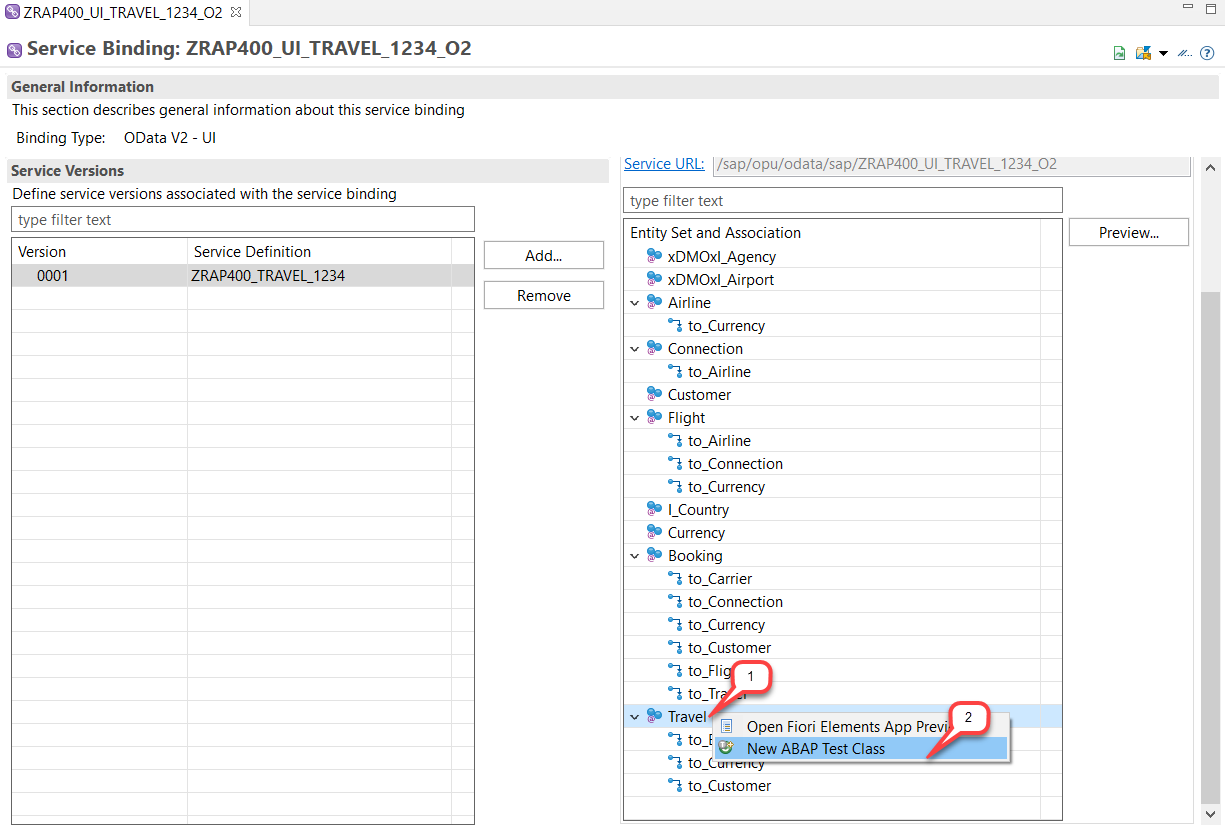 ZRAP400_UI_TRAVEL_1234_O2
Service Binding: ZRAP400_UI_TRAVEL_1234_O2
General Information
This section describes general information about this service binding
Binding Type: OData V2 - UI
Service Versions
Define service versions associated with the service binding
type filter text
Version Service Definition
0001 ZRAP400_TRAVEL_1234
Add...
Remove
Service URL: /sap/opu/odata/sap/ZRAP400_UI_TRAVEL_1234_O2
type filter text
Preview...
Entity Set and Association
xDMOxI_Agency
xDMOxI_Airport
Airline
to_Currency
Connection
to_Airline
Customer
Flight
to_Airline
to_Connection
to_Currency
I_Country
Currency
Booking
to_Carrier
to_Connection
to_Currency
to_Customer
to_Flig
1
to_Travel
Travel
2
Open Fiori Elements App Previ
New ABAP Test Class
to_Currency
to_Customer